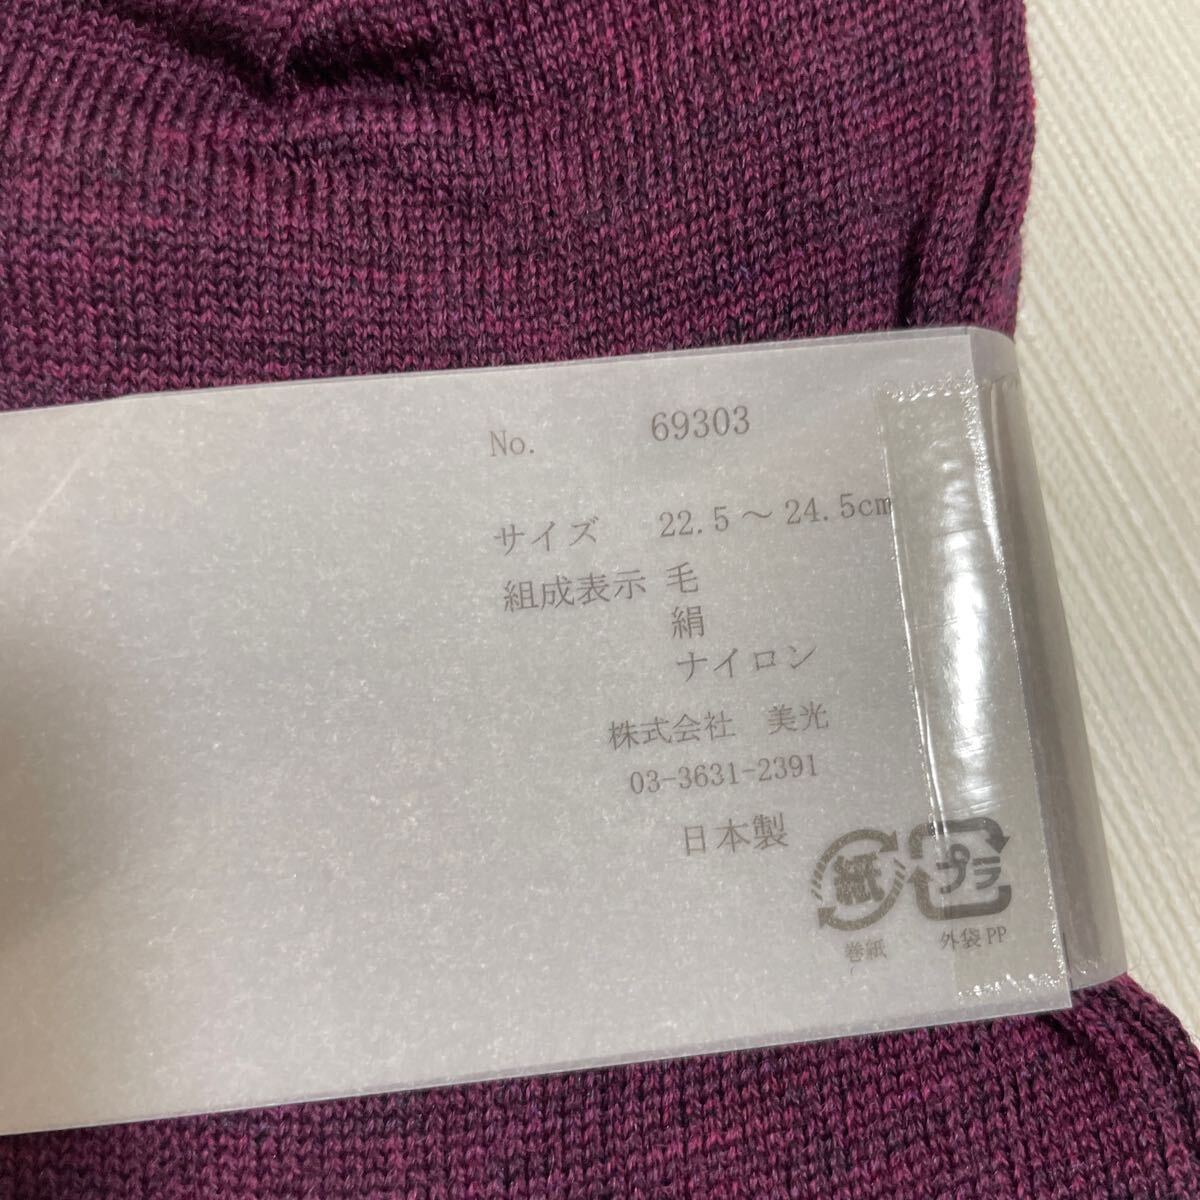 No. 69303
サイズ 22.5～24.5cm
組成表示 毛
絹
ナイロン
株式会社 美光
03-3631-2391
日本製
紙 プラ
巻紙 外袋 PP